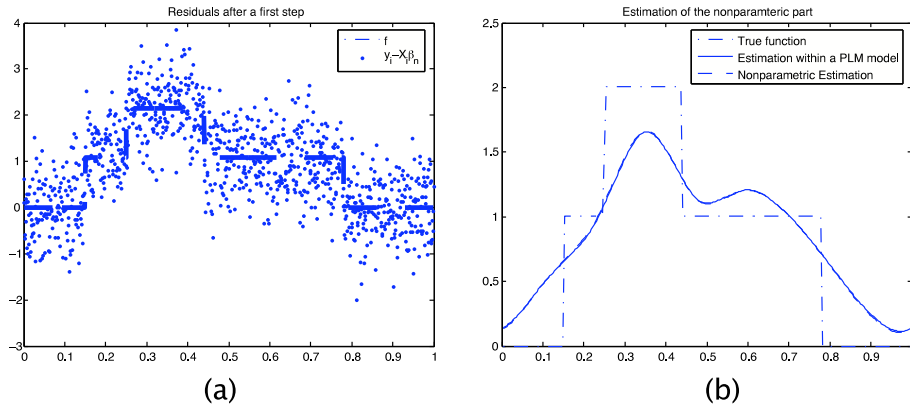 Residuals after a first step
f
y_i–X_iβ_n
4
3
2
1
0
−1
−2
−3
0 0.1 0.2 0.3 0.4 0.5 0.6 0.7 0.8 0.9 1
(a)
Estimation of the nonparamteric part
True function
Estimation within a PLM model
Nonparametric Estimation
2.5
2
1.5
1
0.5
0
0 0.1 0.2 0.3 0.4 0.5 0.6 0.7 0.8 0.9
(b)